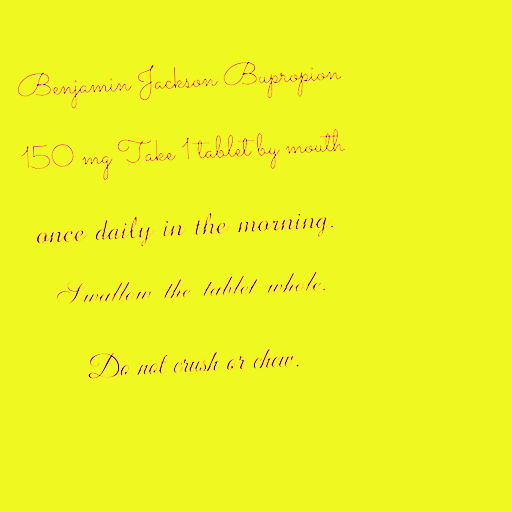 Benjamin Jackson Bupropion
150 mg Take 1 tablet by mouth
once daily in the morning.
Swallow the tablet whole.
Do not crush or chew.